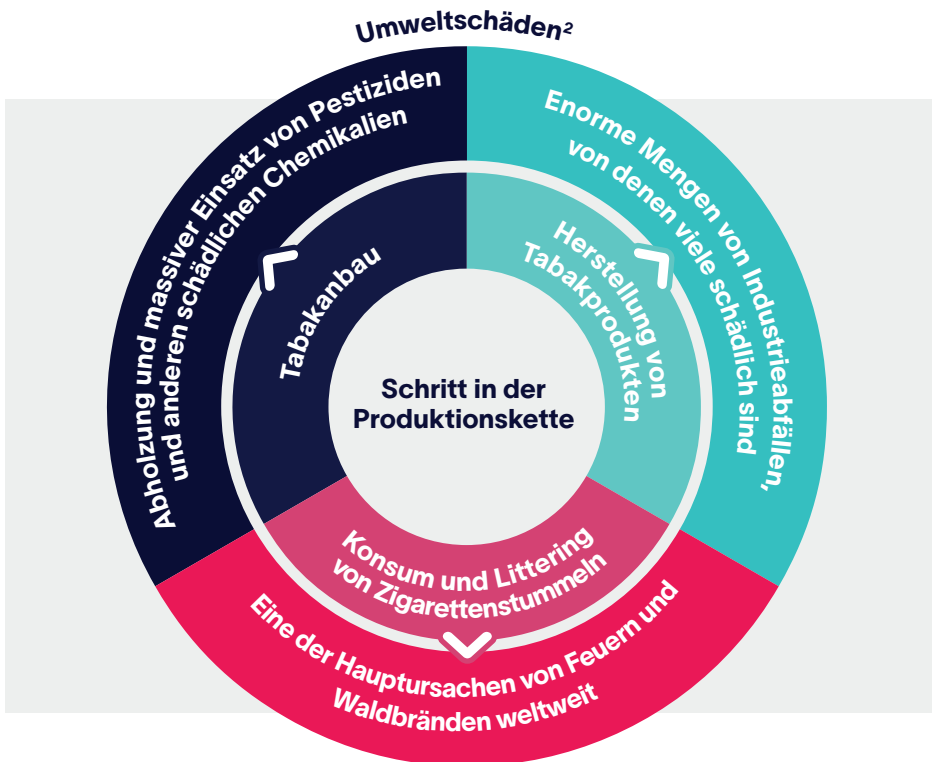 Umweltschäden²
Abholzung und massiver Einsatz von Pestiziden
und anderen schädlichen Chemikalien
Enorme Mengen von Industrieabfällen,
von denen viele schädlich sind
Tabakanbau
Herstellung von
Tabakprodukten
Schritt in der
Produktionskette
Konsum und Littering
von Zigarettenstummeln
Eine der Hauptursachen von Feuern und
Waldbränden weltweit